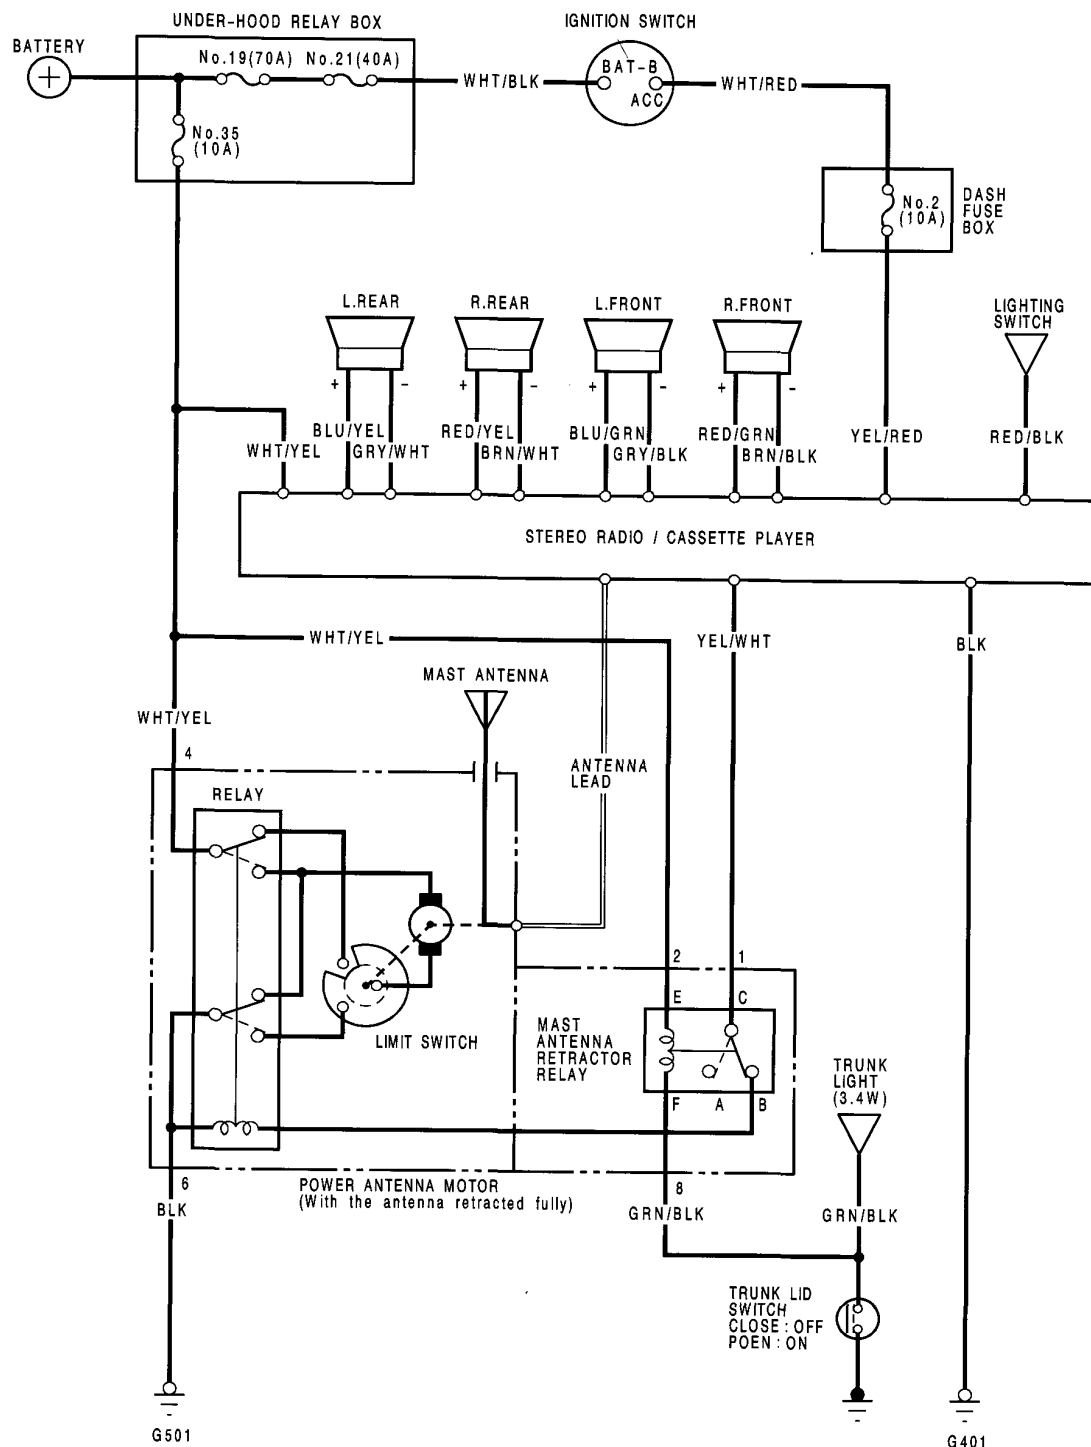 UNDER-HOOD RELAY BOX
IGNITION SWITCH
BATTERY
+
No.19(70A)
No.21(40A)
WHT/BLK
BAT-B
ACC
WHT/RED
No.35
(10A)
No.2
(10A)
DASH
FUSE
BOX
L.REAR
R.REAR
L.FRONT
R.FRONT
LIGHTING
SWITCH
+
-
+
-
+
-
+
-
WHT/YEL
BLU/YEL
GRY/WHT
RED/YEL
BRN/WHT
BLU/GRN
GRY/BLK
RED/GRN
BRN/BLK
YEL/RED
RED/BLK
STEREO RADIO / CASSETTE PLAYER
WHT/YEL
YEL/WHT
BLK
MAST ANTENNA
WHT/YEL
4
ANTENNA
LEAD
RELAY
2
1
E
C
LIMIT SWITCH
MAST
ANTENNA
RETRACTOR
RELAY
F
A
B
TRUNK
LIGHT
(3.4W)
6
BLK
POWER ANTENNA MOTOR
(With the antenna retracted fully)
8
GRN/BLK
GRN/BLK
TRUNK LID
SWITCH
CLOSE : OFF
POEN : ON
G501
G401